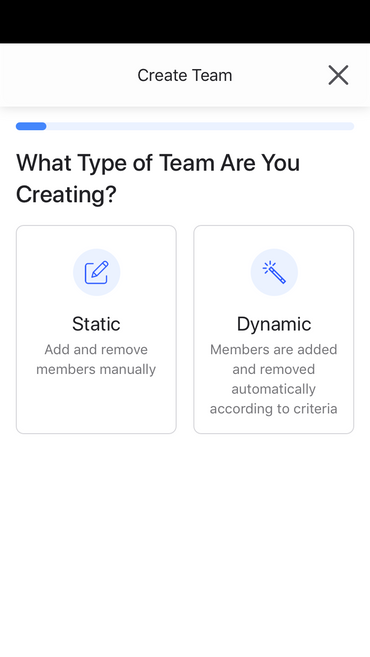 Create Team
What Type of Team Are You
Creating?
Static
Add and remove
members manually
Dynamic
Members are added
and removed
automatically
according to criteria